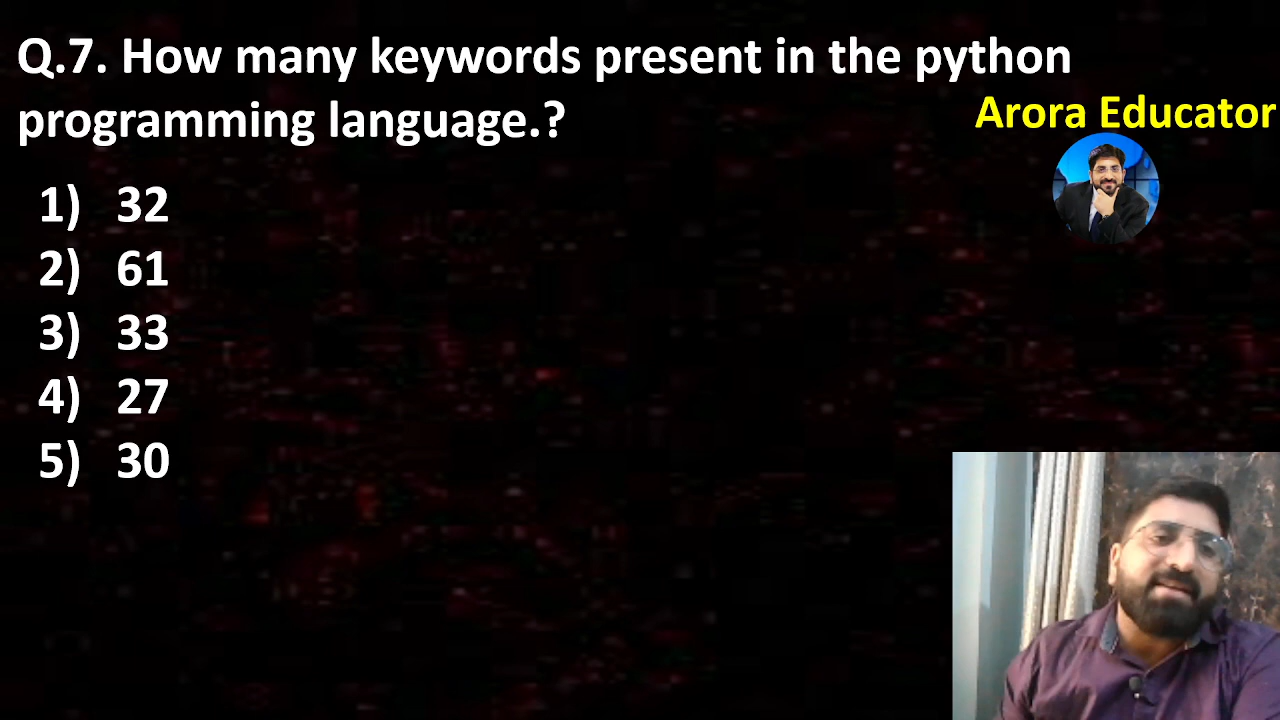 Q.7. How many keywords present in the python
programming language.?
Arora Educator
1) 32
2) 61
3) 33
4) 27
5) 30